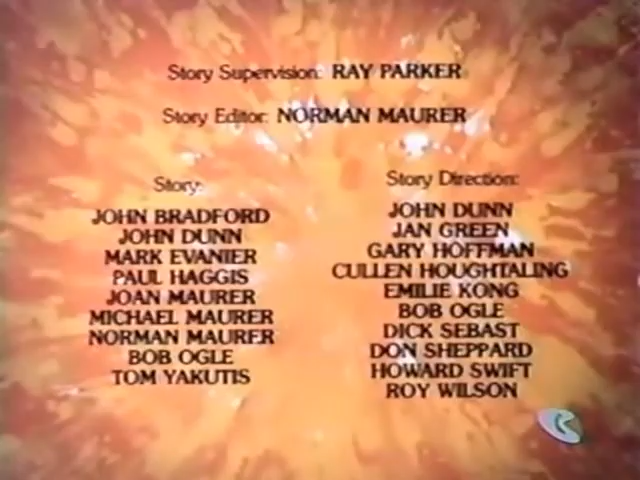 Story Supervision: RAY PARKER
Story Editor: NORMAN MAURER
Story:
JOHN BRADFORD
JOHN DUNN
MARK EVANIER
PAUL HAGGIS
JOAN MAURER
MICHAEL MAURER
NORMAN MAURER
BOB OGLE
TOM YAKUTIS
Story Direction:
JOHN DUNN
JAN GREEN
GARY HOFFMAN
CULLEN HOUGHTALING
EMILIE KONG
BOB OGLE
DICK SEBAST
DON SHEPPARD
HOWARD SWIFT
ROY WILSON